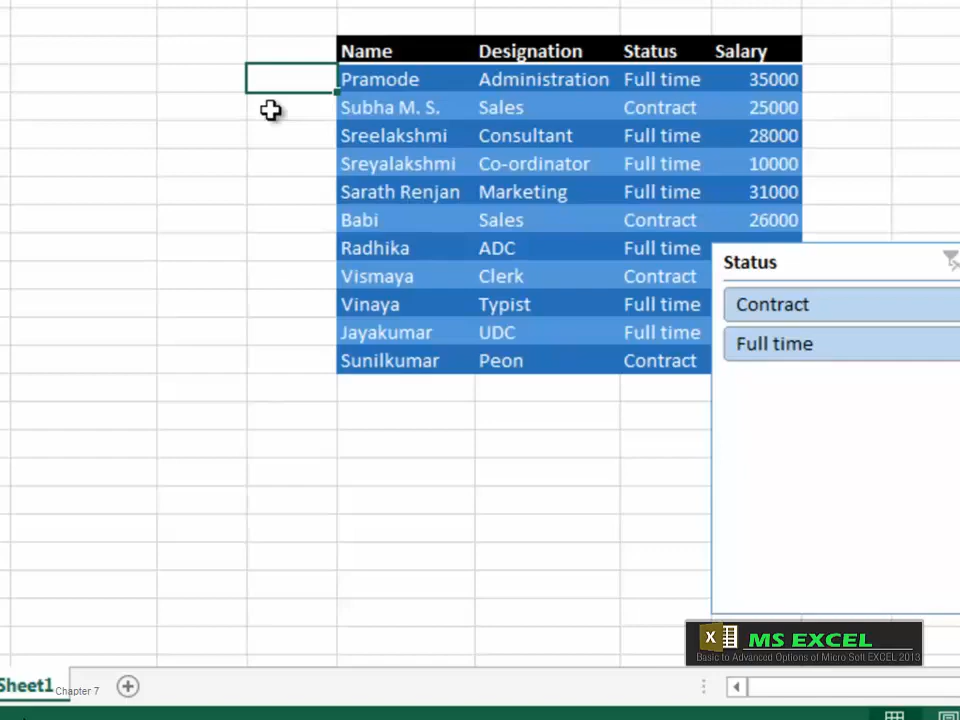 Name Designation Status Salary
Pramode Administration Full time 35000
Subha M. S. Sales Contract 25000
Sreelakshmi Consultant Full time 28000
Sreyalakshmi Co-ordinator Full time 10000
Sarath Renjan Marketing Full time 31000
Babi Sales Contract 26000
Radhika ADC Full time
Vismaya Clerk Contract
Vinaya Typist Full time
Jayakumar UDC Full time
Sunilkumar Peon Contract
Status
Contract
Full time
X MS EXCEL
Basic to Advanced Options of Micro Soft EXCEL 2013
Sheet1
Chapter 7